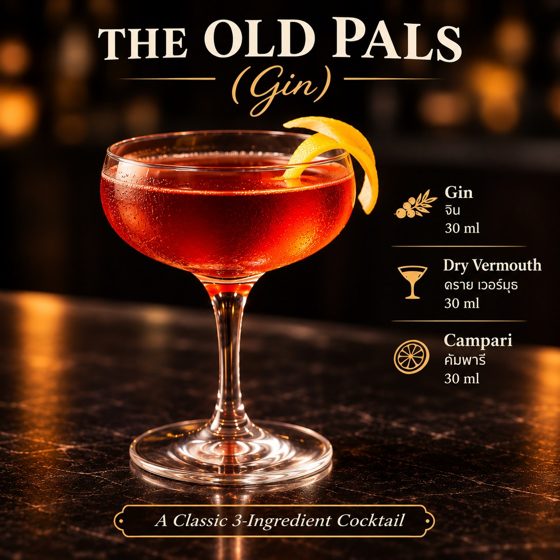 THE OLD PALS
(Gin)
Gin
จิน
30 ml
Dry Vermouth
ดราย เวอร์มุธ
30 ml
Campari
คัมพารี
30 ml
A Classic 3-Ingredient Cocktail